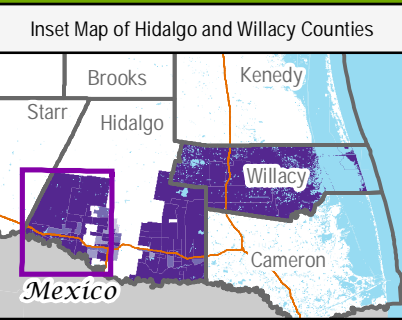 Inset Map of Hidalgo and Willacy Counties
Brooks
Kenedy
Starr
Hidalgo
Willacy
Cameron
Mexico